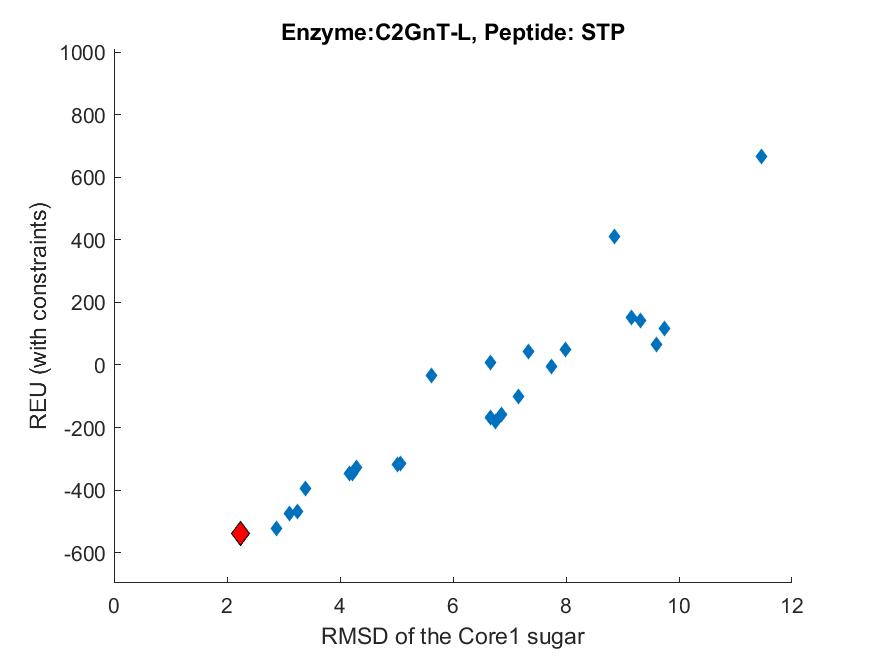 Enzyme:C2GnT-L, Peptide: STP
1000
800
600
400
200
0
-200
-400
-600
REU (with constraints)
0 2 4 6 8 10 12
RMSD of the Core1 sugar